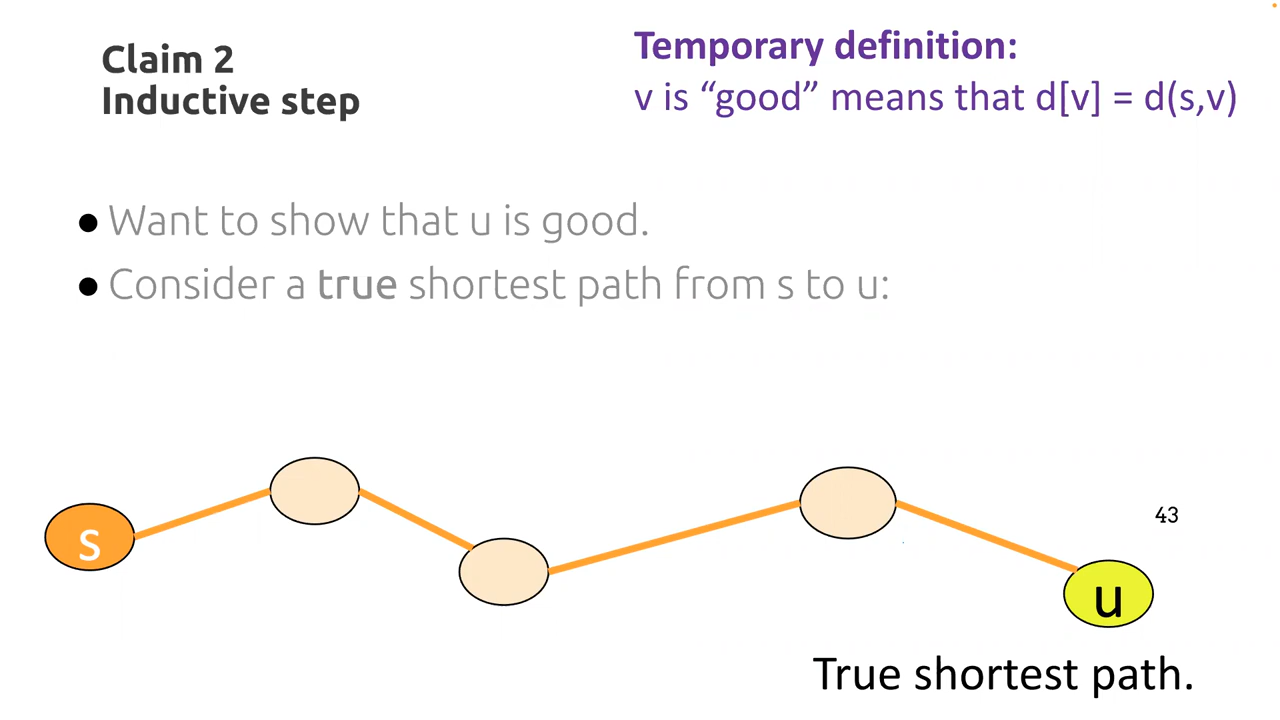 Claim 2
Inductive step
Temporary definition:
v is “good” means that d[v] = d(s,v)
● Want to show that u is good.
● Consider a true shortest path from s to u:
s
43
u
True shortest path.